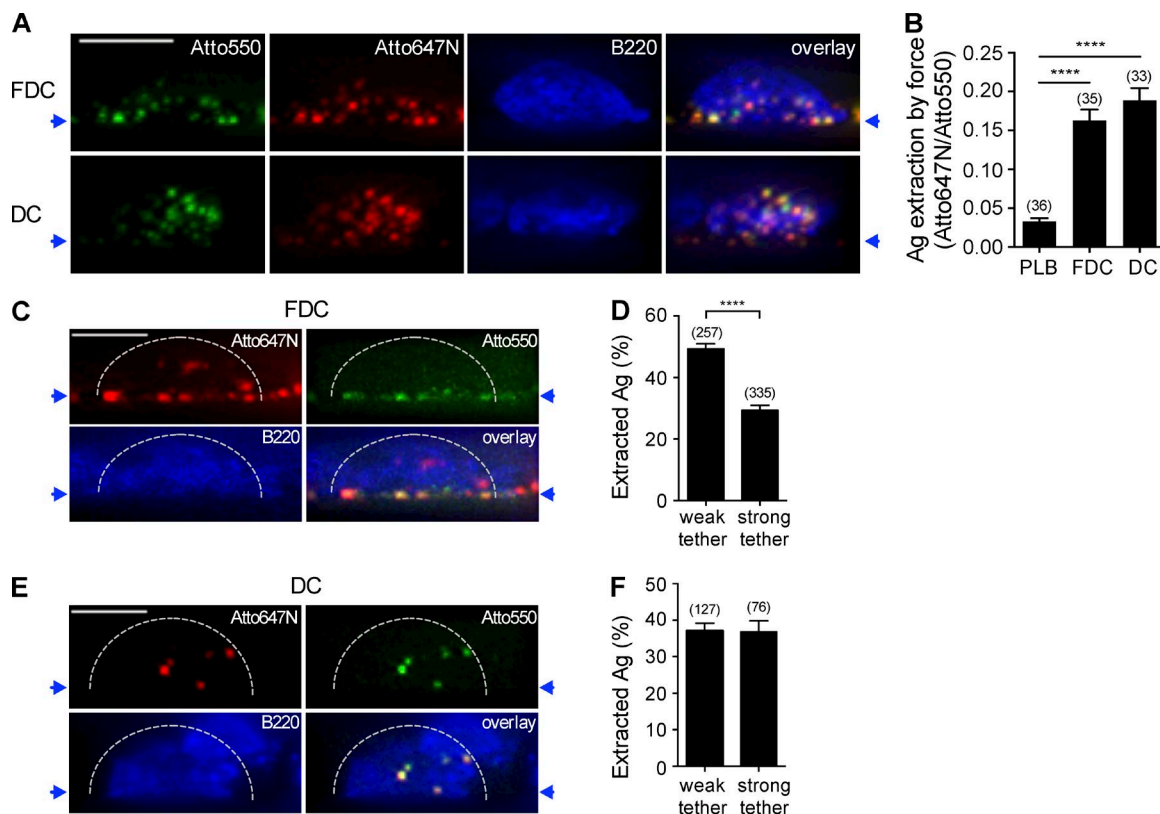 A
Atto550
Atto647N
B220
overlay
FDC
DC
B
Ag extraction by force
(Atto647N/Atto550)
0.25
0.20
0.15
0.10
0.05
0.00
****
****
(36)
(35)
(33)
PLB FDC DC
C
FDC
Atto647N
Atto550
B220
overlay
D
Extracted Ag (%)
60
40
20
0
****
(257)
(335)
weak strong
tether tether
E
DC
Atto647N
Atto550
B220
overlay
F
Extracted Ag (%)
50
40
30
20
10
0
(127)
(76)
weak strong
tether tether